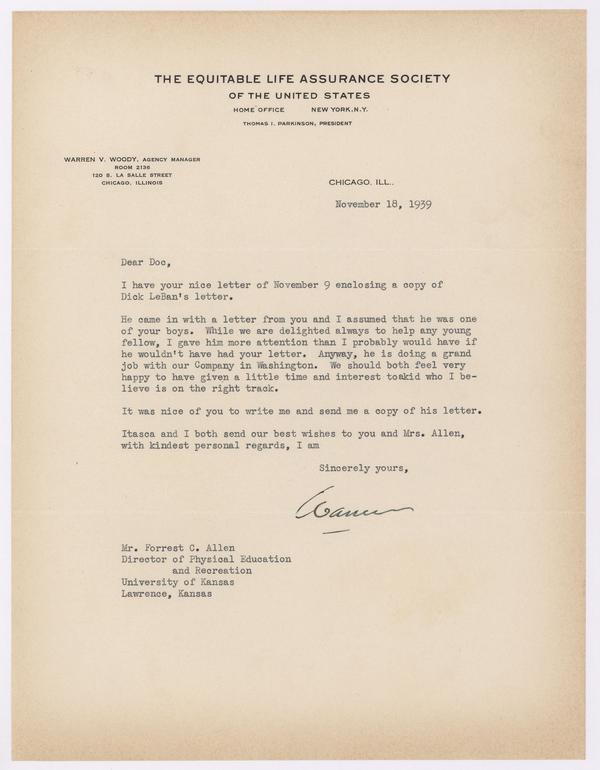 THE EQUITABLE LIFE ASSURANCE SOCIETY
OF THE UNITED STATES
HOME OFFICE NEW YORK, N.Y.
THOMAS I. PARKINSON, PRESIDENT
WARREN V. WOODY, AGENCY MANAGER
ROOM 2136
120 S. LA SALLE STREET
CHICAGO, ILLINOIS
CHICAGO, ILL..
November 18, 1939
Dear Doc,
I have your nice letter of November 9 enclosing a copy of
Dick LeBan's letter.
He came in with a letter from you and I assumed that he was one
of your boys. While we are delighted always to help any young
fellow, I gave him more attention than I probably would have if
he wouldn't have had your letter. Anyway, he is doing a grand
job with our Company in Washington. We should both feel very
happy to have given a little time and interest toakid who I be-
lieve is on the right track.
It was nice of you to write me and send me a copy of his letter.
Itasca and I both send our best wishes to you and Mrs. Allen,
with kindest personal regards, I am
Sincerely yours,
Warren
Mr. Forrest C. Allen
Director of Physical Education
and Recreation
University of Kansas
Lawrence, Kansas